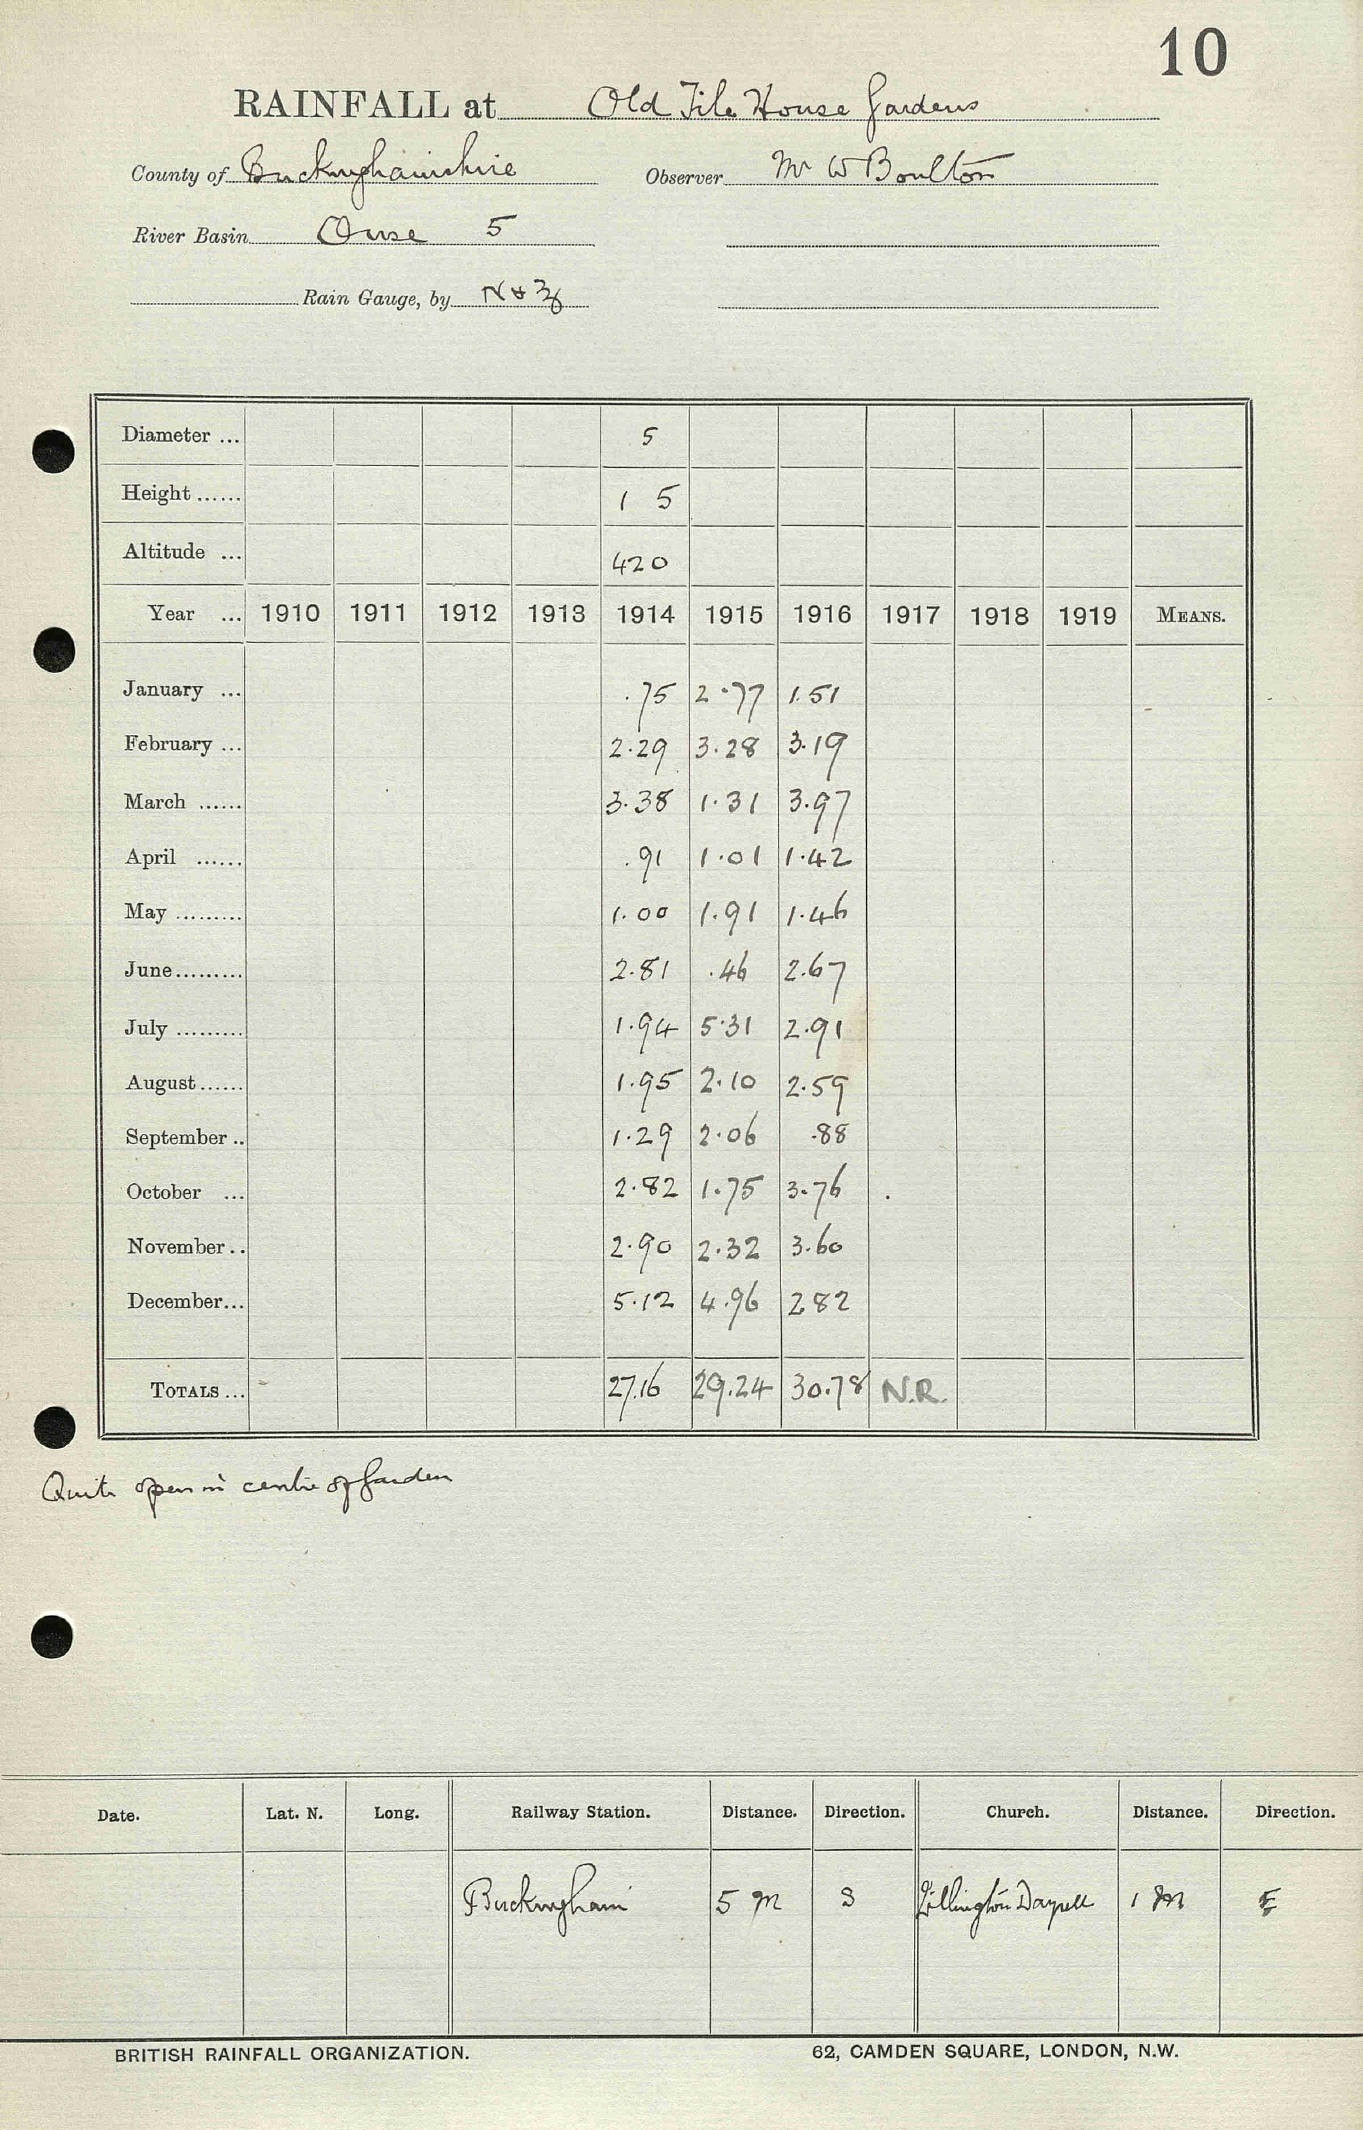 10
RAINFALL at Old Tile House Gardens
County of Buckinghamshire Observer Mr W Boulton
River Basin Ouse 5
Rain Gauge, by N & Z
Diameter ... 5
Height ...... 1 5
Altitude ... 420
Year ... 1910 1911 1912 1913 1914 1915 1916 1917 1918 1919 MEANS.
January ... .75 2.77 1.51
February ... 2.29 3.28 3.19
March ...... 3.38 1.31 3.97
April ...... .91 1.01 1.42
May ......... 1.00 1.91 1.46
June ......... 2.81 .46 2.67
July ......... 1.94 5.31 2.91
August ...... 1.95 2.10 2.59
September .. 1.29 2.06 .88
October ... 2.82 1.75 3.76 .
November .. 2.90 2.32 3.60
December ... 5.12 4.96 2 82
TOTALS ... 27.16 29.24 30.78 N.R.
Quite open in centre of Garden
Date. Lat. N. Long. Railway Station. Distance. Direction. Church. Distance. Direction.
Buckingham 5 M S Lillington Dayrell 1 M E
BRITISH RAINFALL ORGANIZATION. 62, CAMDEN SQUARE, LONDON, N.W.